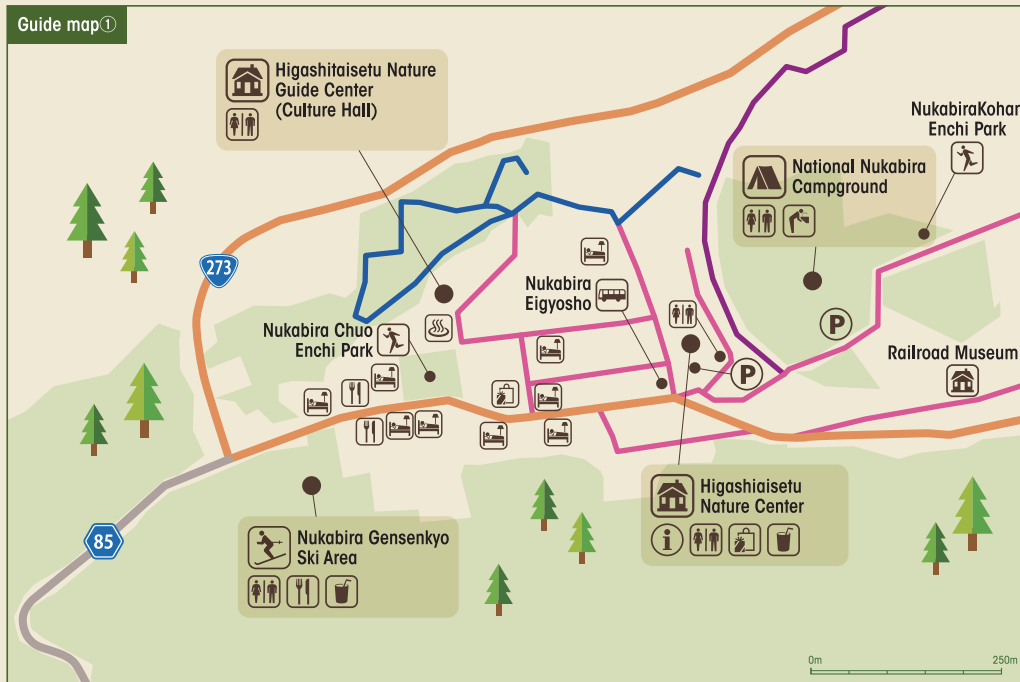 Guide map①
Higashitaisetu Nature
Guide Center
(Culture Hall)
NukabiraKohan
Enchi Park
National Nukabira
Campground
273
Nukabira
Eigyosho
Nukabira Chuo
Enchi Park
P
P
Railroad Museum
85
Nukabira Gensenkyo
Ski Area
Higashiaisetu
Nature Center
i
0m
250m